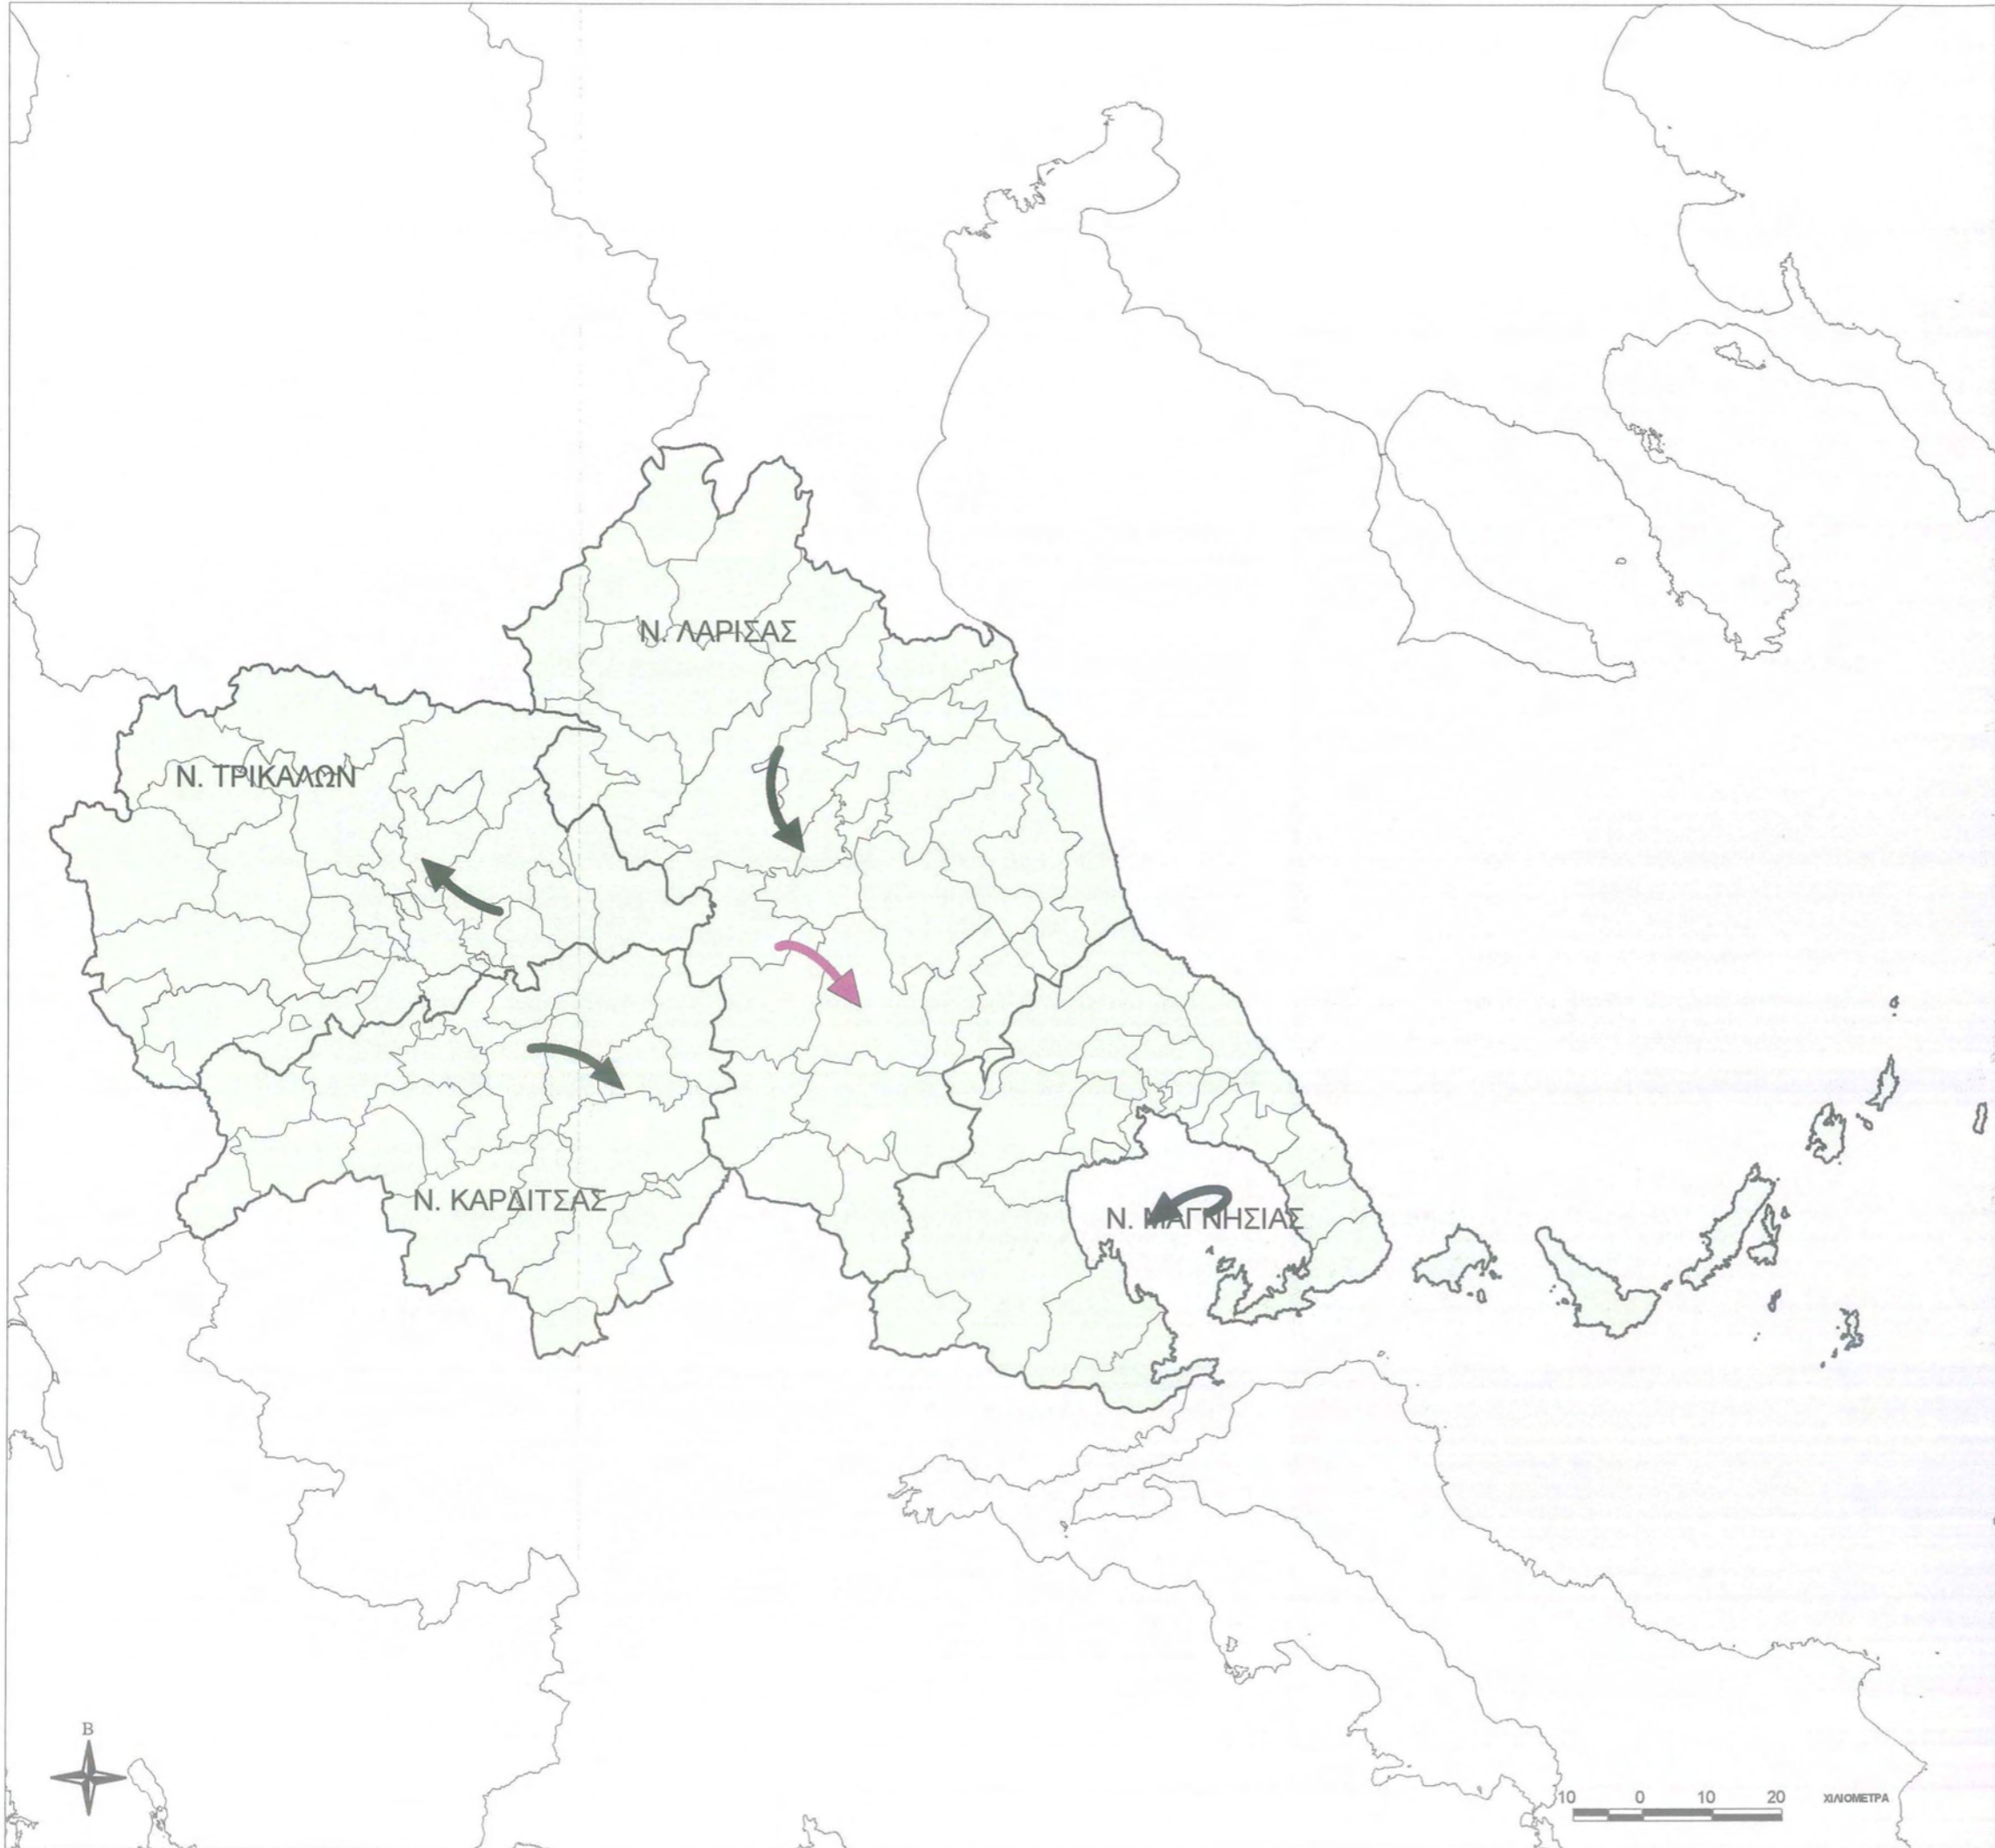 Ν. ΛΑΡΙΣΑΣ
Ν. ΤΡΙΚΑΛΩΝ
Ν. ΚΑΡΔΙΤΣΑΣ
Ν. ΜΑΓΝΗΣΙΑΣ
Β
10 0 10 20 ΧΙΛΙΟΜΕΤΡΑ